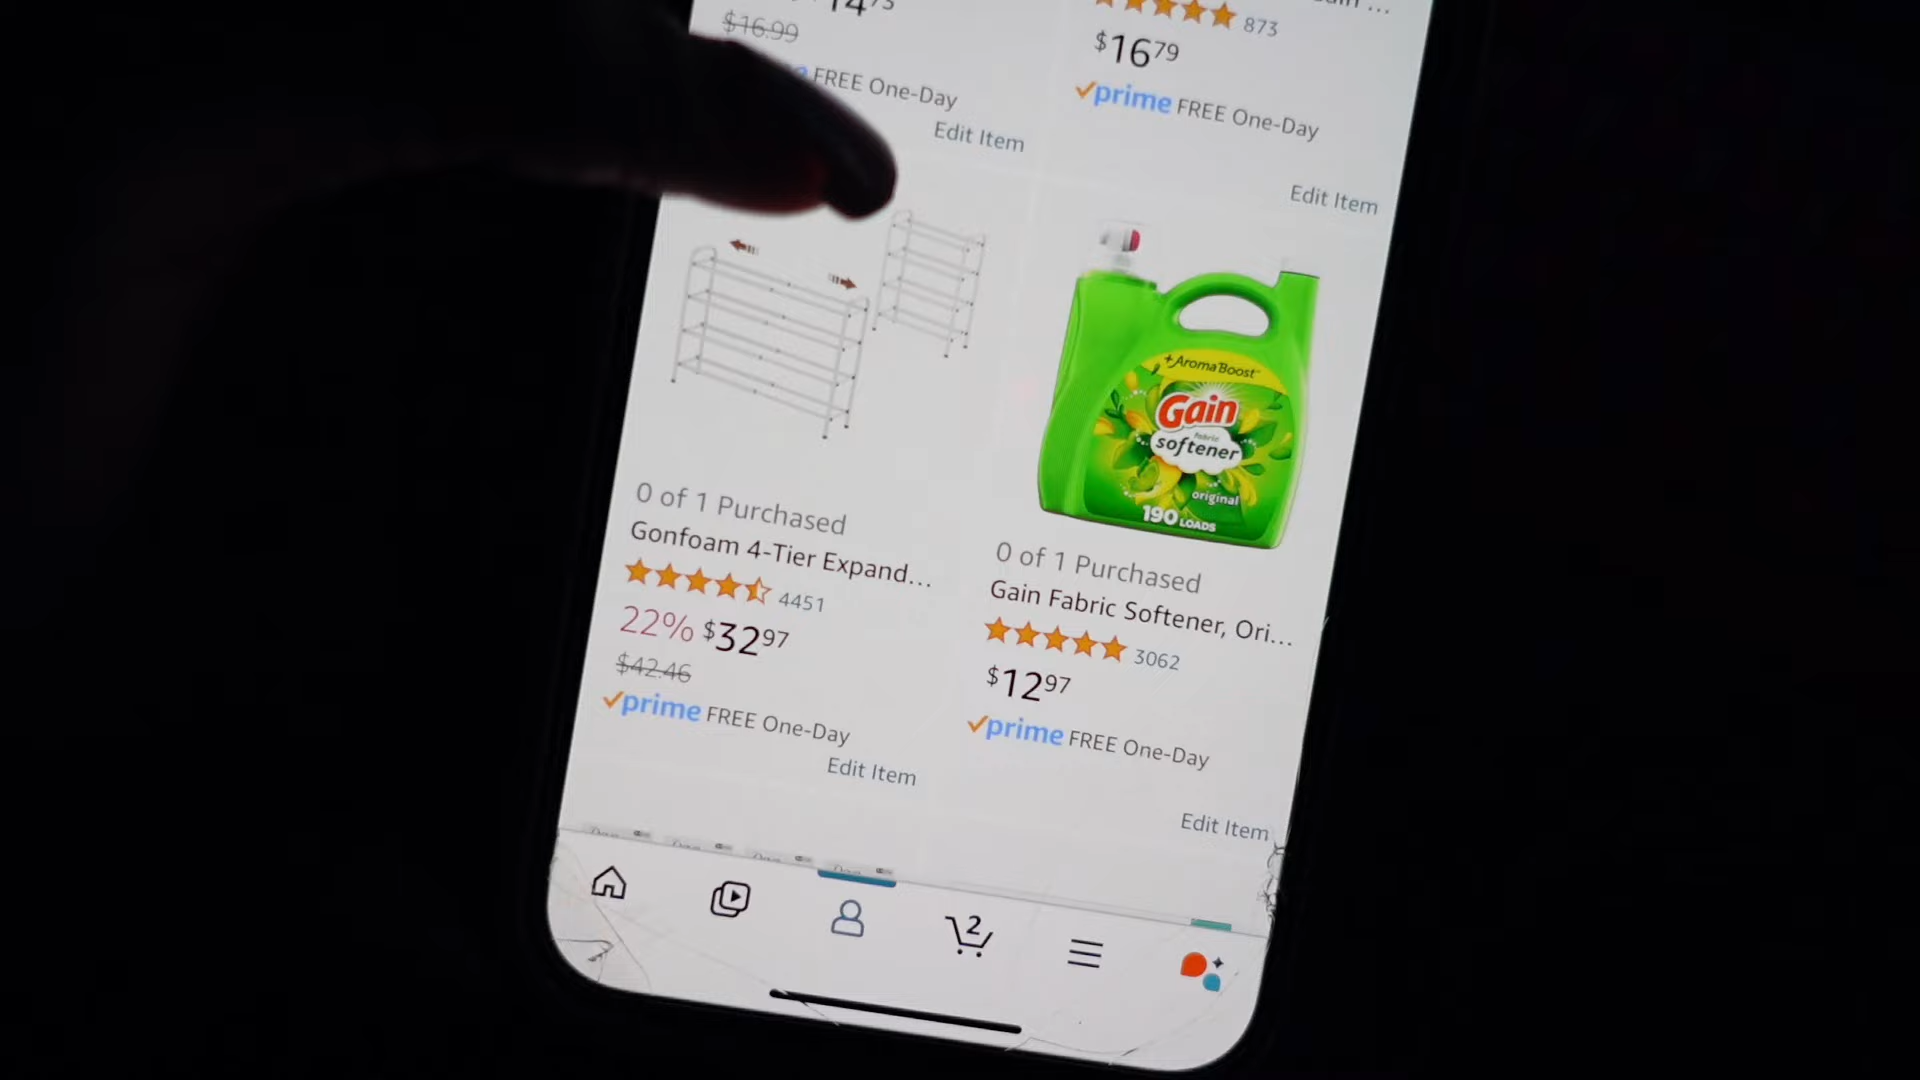 $16.99
FREE One-Day
Edit Item
873
$16 79
prime FREE One-Day
Edit Item
0 of 1 Purchased
Gonfoam 4-Tier Expand...
4451
22% $32 97
$42.46
prime FREE One-Day
Edit Item
+AromaBoost™
Gain
fabric
softener
original
190 LOADS
0 of 1 Purchased
Gain Fabric Softener, Ori...
3062
$12 97
prime FREE One-Day
Edit Item
2